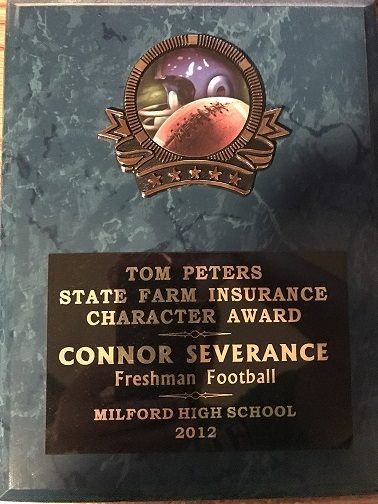 TOM PETERS
STATE FARM INSURANCE
CHARACTER AWARD
CONNOR SEVERANCE
Freshman Football
MILFORD HIGH SCHOOL
2012